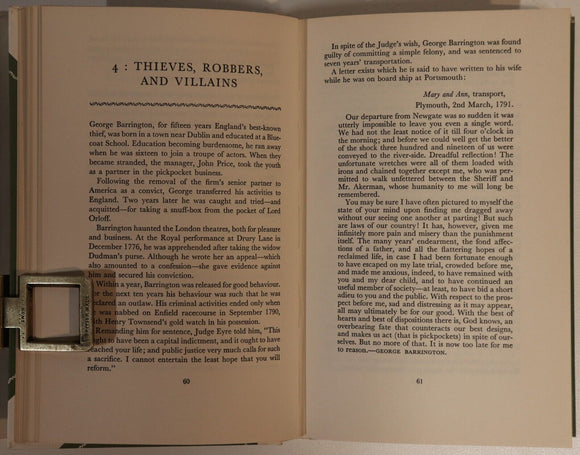 4 : THIEVES, ROBBERS,
AND VILLAINS
George Barrington, for fifteen years England's best-known
thief, was born in a town near Dublin and educated at a Blue-
coat School. Education becoming burdensome, he ran away
when he was sixteen to join a troupe of actors. When they
became stranded, the manager, John Price, took the youth
as a partner in the pickpocket business.
Following the removal of the firm's senior partner to
America as a convict, George transferred his activities to
England. Two years later he was caught and tried—and
acquitted—for taking a snuff-box from the pocket of Lord
Orloff.
Barrington haunted the London theatres, both for pleasure
and business. At the Royal performance at Drury Lane in
December 1776, he was apprehended after taking the widow
Dudman's purse. Although he wrote her an appeal—which
also amounted to a confession—she gave evidence against
him and secured his conviction.
Within a year, Barrington was released for good behaviour.
For the next ten years his behaviour was such that he was
declared an outlaw. His criminal activities ended only when
was nabbed on Enfield racecourse in September 1790,
with Henry Townsend's gold watch in his possession.
Remanding him for sentence, Judge Eyre told him, "This
ought to have been a capital indictment, and it ought to have
reached your life; and public justice very much calls for such
a sacrifice. I cannot entertain the least hope that you will
reform."
60
In spite of the Judge's wish, George Barrington was found
guilty of committing a simple felony, and was sentenced to
seven years' transportation.
A letter exists which he is said to have written to his wife
while he was on board ship at Portsmouth:
Mary and Ann, transport,
Plymouth, 2nd March, 1791.
Our departure from Newgate was so sudden it was
utterly impossible to leave you even a single word.
We had not the least notice of it till four o'clock in
the morning; and before we could well get the better
of the shock three hundred and nineteen of us were
conveyed to the river-side. Dreadful reflection! The
unfortunate wretches were all of them loaded with
irons and chained together except me, who was per-
mitted to walk unfettered between the Sheriff and
Mr. Akerman, whose humanity to me will long be
remembered.
You may be sure I have often pictured to myself the
state of your mind upon finding me dragged away
without our seeing one another at parting! But such
are laws of our country! It has, however, given me
infinitely more pain and misery than the punishment
itself. The many years' endearment, the fond affec-
tions of a father, and all the flattering hopes of a
reclaimed life, in case I had been fortunate enough
to have escaped on my late trial, crowded before me,
and made me anxious, indeed, to have remained with
you and my dear child, and to have continued an
useful member of society—at least, to have bid a short
adieu to you and the public. With respect to the pros-
pect before me, sad and distressing as it may appear,
all may ultimately be for our good. With the best of
hearts and best of dispositions there is, God knows, an
overbearing fate that counteracts our best designs,
and makes us act (that is pickpockets) in spite of our-
selves. But no more of that. It is now too late for me
to reason.—GEORGE BARRINGTON.
61